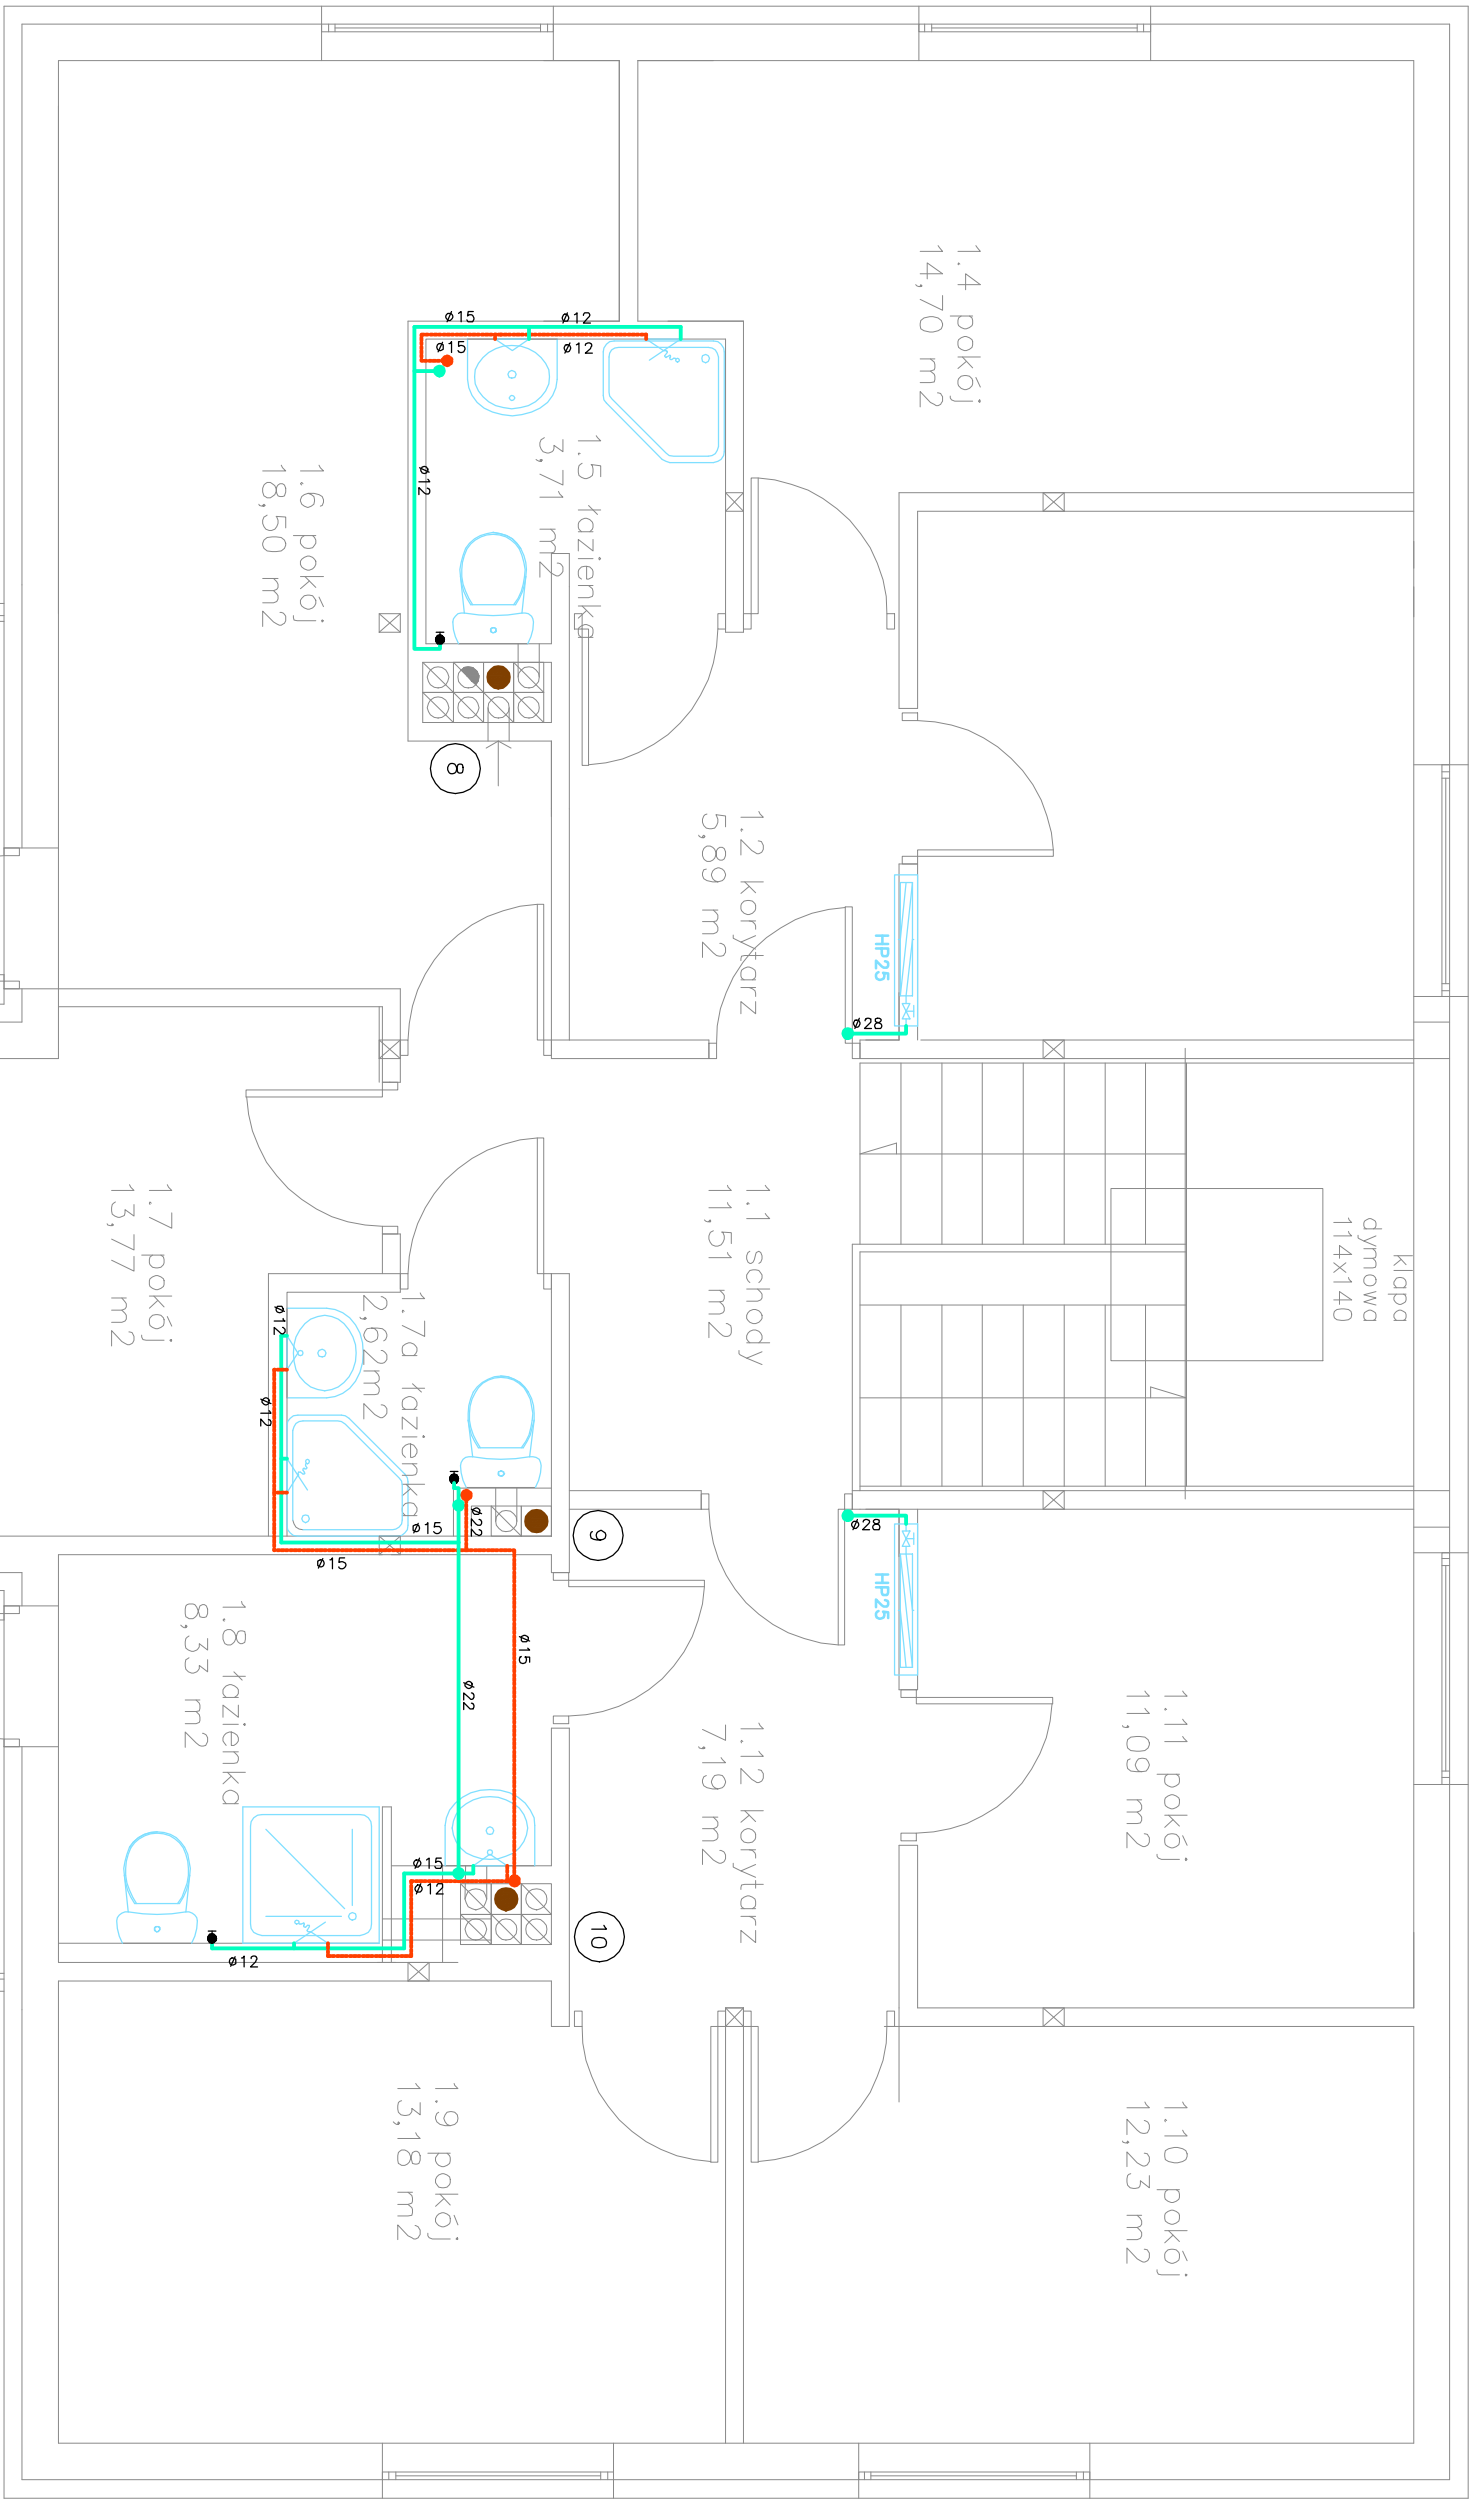 1.4 pokój
14,70 m2
ø15
ø12
ø15
ø12
1.5 łazienka
3,71 m2
1.6 pokój
18,50 m2
ø12
8
1.2 korytarz
5,89 m2
HP25
ø28
1.1 schody
11,51 m2
klapa
dymowa
114x140
1.7 pokój
13,77 m2
ø12
1.7a łazienka
2,62m2
ø12
ø22
ø15
9
ø28
ø15
HP25
1.8 łazienka
8,33 m2
ø15
ø22
1.11 pokój
11,09 m2
1.12 korytarz
7,19 m2
ø15
ø12
10
ø12
1.9 pokój
13,18 m2
1.10 pokój
12,23 m2